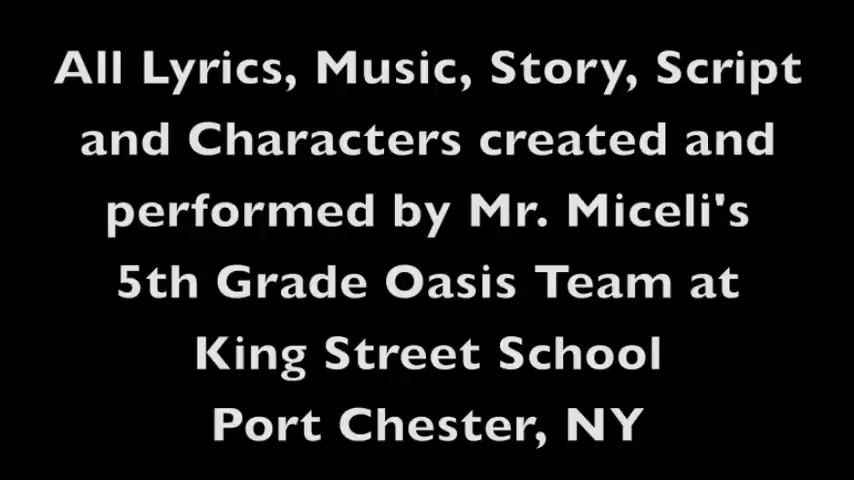 All Lyrics, Music, Story, Script
and Characters created and
performed by Mr. Miceli's
5th Grade Oasis Team at
King Street School
Port Chester, NY